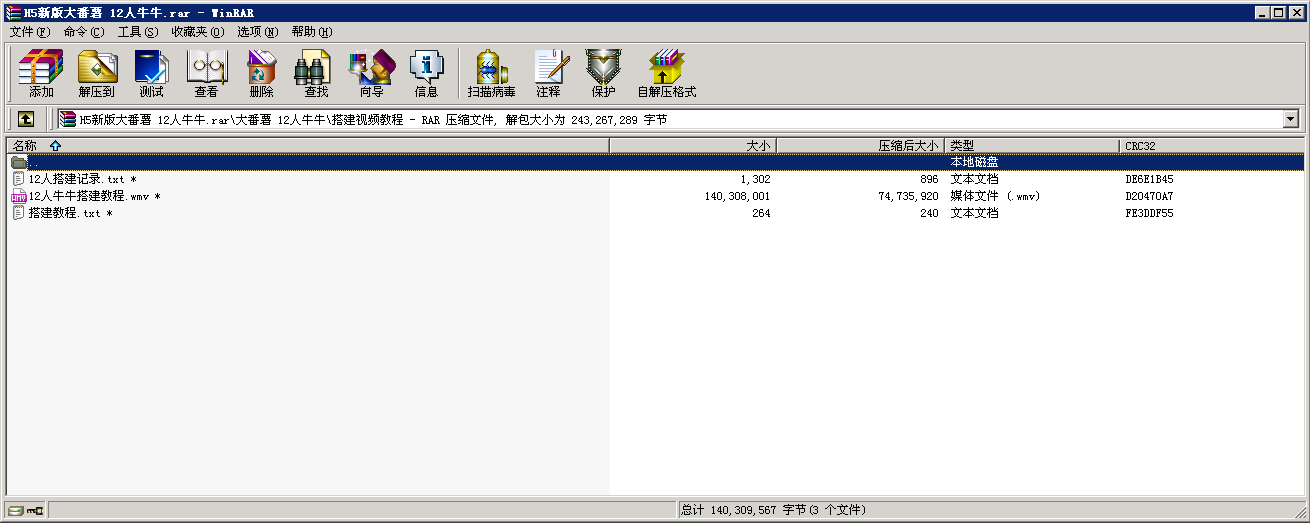 H5新版大番薯 12人牛牛.rar - WinRAR
文件(F) 命令(C) 工具(S) 收藏夹(O) 选项(N) 帮助(H)
添加 解压到 测试 查看 删除 查找 向导 信息 扫描病毒 注释 保护 自解压格式
H5新版大番薯 12人牛牛.rar\大番薯 12人牛牛\搭建视频教程 - RAR 压缩文件, 解包大小为 243,267,289 字节
名称 大小 压缩后大小 类型 CRC32
.. 本地磁盘
12人搭建记录.txt * 1,302 896 文本文档 DE6E1B45
12人牛牛搭建教程.wmv * 140,308,001 74,735,920 媒体文件 (.wmv) D20470A7
搭建教程.txt * 264 240 文本文档 FE3DDF55
总计 140,309,567 字节(3 个文件)